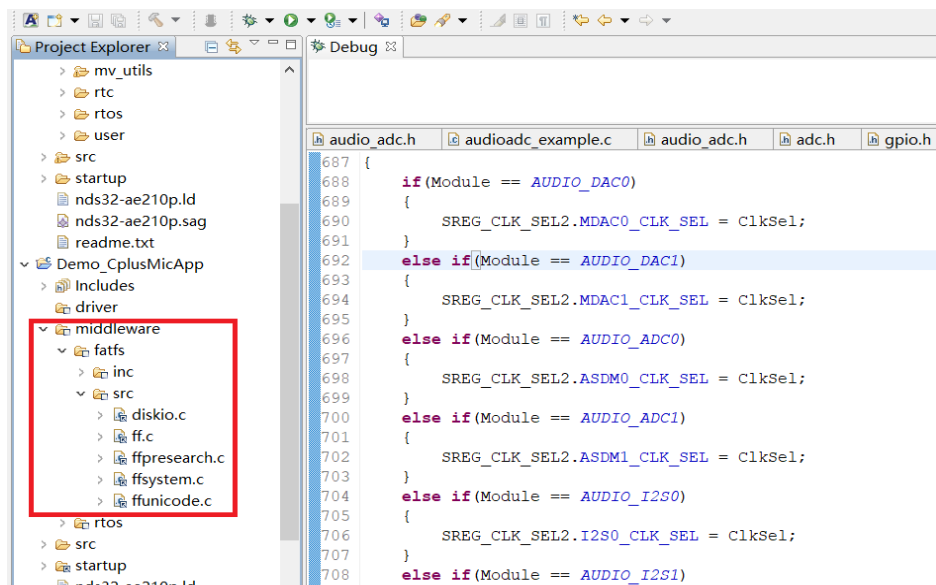 Project Explorer
Debug
mv_utils
rtc
rtos
user
src
startup
nds32-ae210p.ld
nds32-ae210p.sag
readme.txt
Demo_CplusMicApp
Includes
driver
middleware
fatfs
inc
src
diskio.c
ff.c
ffpresearch.c
ffsystem.c
ffunicode.c
rtos
src
startup
nds32-ae210p.ld
audio_adc.h
audioadc_example.c
audio_adc.h
adc.h
gpio.h
687 {
688 if(Module == AUDIO_DAC0)
689 {
690 SREG_CLK_SEL2.MDAC0_CLK_SEL = ClkSel;
691 }
692 else if(Module == AUDIO_DAC1)
693 {
694 SREG_CLK_SEL2.MDAC1_CLK_SEL = ClkSel;
695 }
696 else if(Module == AUDIO_ADC0)
697 {
698 SREG_CLK_SEL2.ASDM0_CLK_SEL = ClkSel;
699 }
700 else if(Module == AUDIO_ADC1)
701 {
702 SREG_CLK_SEL2.ASDM1_CLK_SEL = ClkSel;
703 }
704 else if(Module == AUDIO_I2S0)
705 {
706 SREG_CLK_SEL2.I2S0_CLK_SEL = ClkSel;
707 }
708 else if(Module == AUDIO_I2S1)